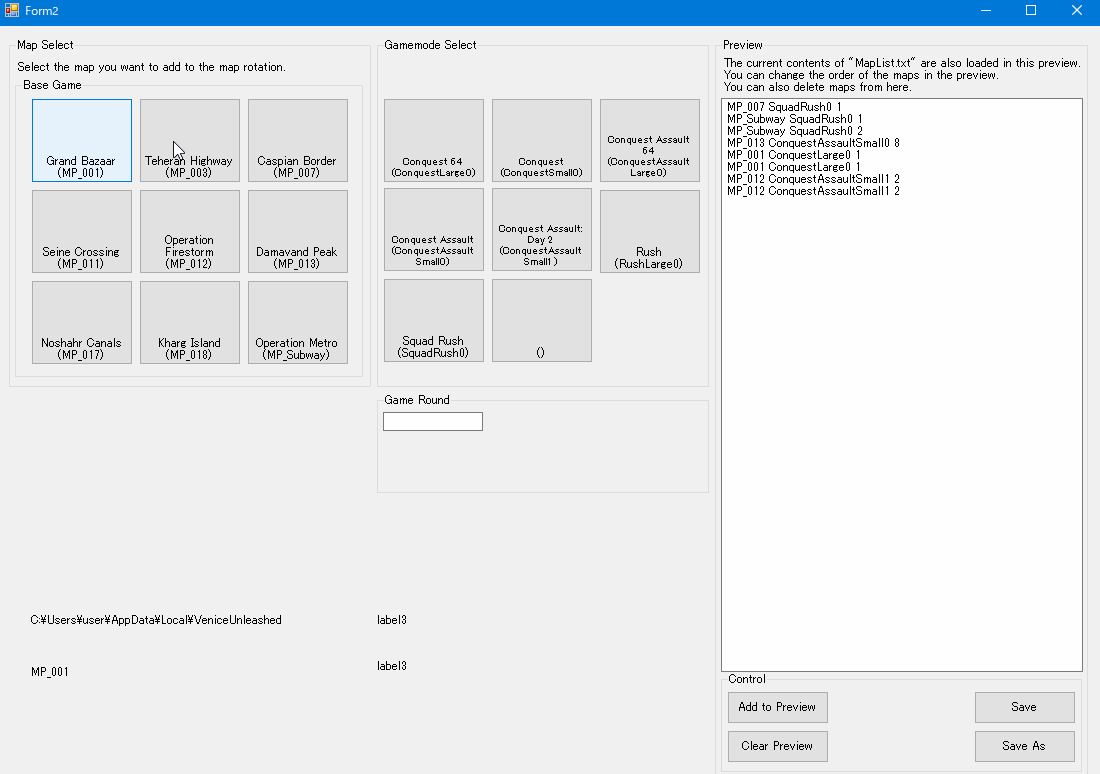 Form2
Map Select
Select the map you want to add to the map rotation.
Base Game
Grand Bazaar
(MP_001)
Teheran Highway
(MP_003)
Caspian Border
(MP_007)
Seine Crossing
(MP_011)
Operation
Firestorm
(MP_012)
Damavand Peak
(MP_013)
Noshahr Canals
(MP_017)
Kharg Island
(MP_018)
Operation Metro
(MP_Subway)
Gamemode Select
Conquest 64
(ConquestLarge0)
Conquest
(ConquestSmall0)
Conquest Assault
64
(ConquestAssault
Large0)
Conquest Assault
(ConquestAssault
Small0)
Conquest Assault:
Day 2
(ConquestAssault
Small1 )
Rush
(RushLarge0)
Squad Rush
(SquadRush0)
()
Game Round
C:¥Users¥user¥AppData¥Local¥VeniceUnleashed
label3
MP_001
label3
Preview
The current contents of "MapList.txt" are also loaded in this preview.
You can change the order of the maps in the preview.
You can also delete maps from here.
MP_007 SquadRush0 1
MP_Subway SquadRush0 1
MP_Subway SquadRush0 2
MP_013 ConquestAssaultSmall0 8
MP_001 ConquestLarge0 1
MP_001 ConquestLarge0 1
MP_012 ConquestAssaultSmall1 2
MP_012 ConquestAssaultSmall1 2
Control
Add to Preview
Save
Clear Preview
Save As